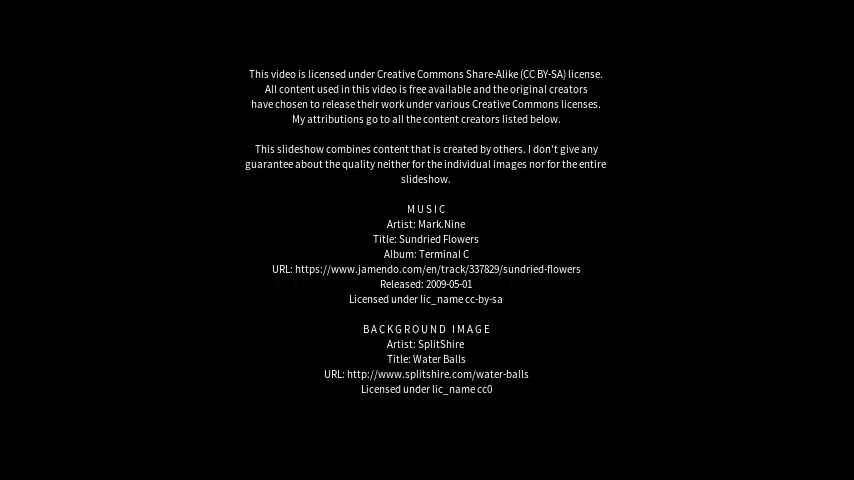 This video is licensed under Creative Commons Share-Alike (CC BY-SA) license.
All content used in this video is free available and the original creators
have chosen to release their work under various Creative Commons licenses.
My attributions go to all the content creators listed below.
This slideshow combines content that is created by others. I don't give any
guarantee about the quality neither for the individual images nor for the entire
slideshow.
MUSIC
Artist: Mark.Nine
Title: Sundried Flowers
Album: Terminal C
URL: https://www.jamendo.com/en/track/337829/sundried-flowers
Released: 2009-05-01
Licensed under lic_name cc-by-sa
BACKGROUND IMAGE
Artist: SplitShire
Title: Water Balls
URL: http://www.splitshire.com/water-balls
Licensed under lic_name cc0